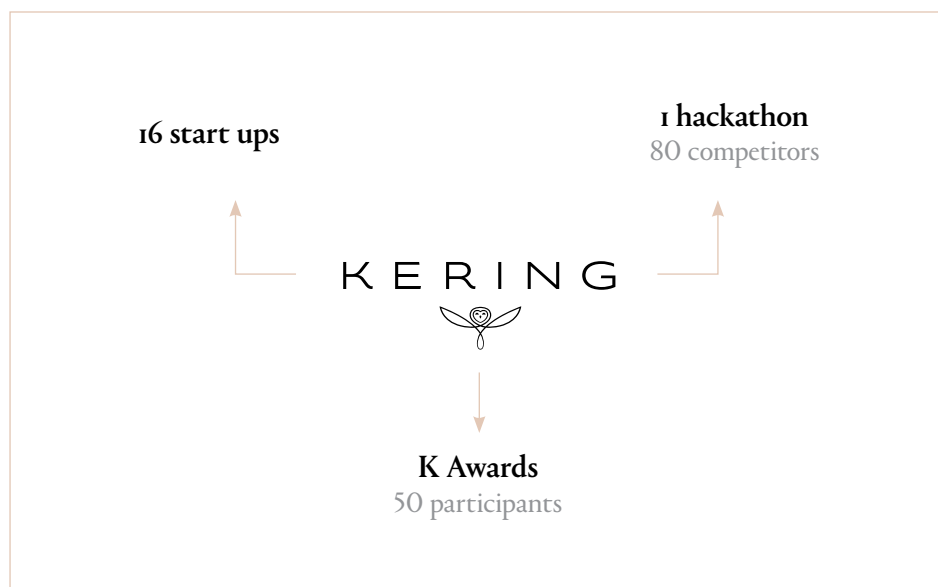 16 start ups
1 hackathon
80 competitors
KERING
K Awards
50 participants